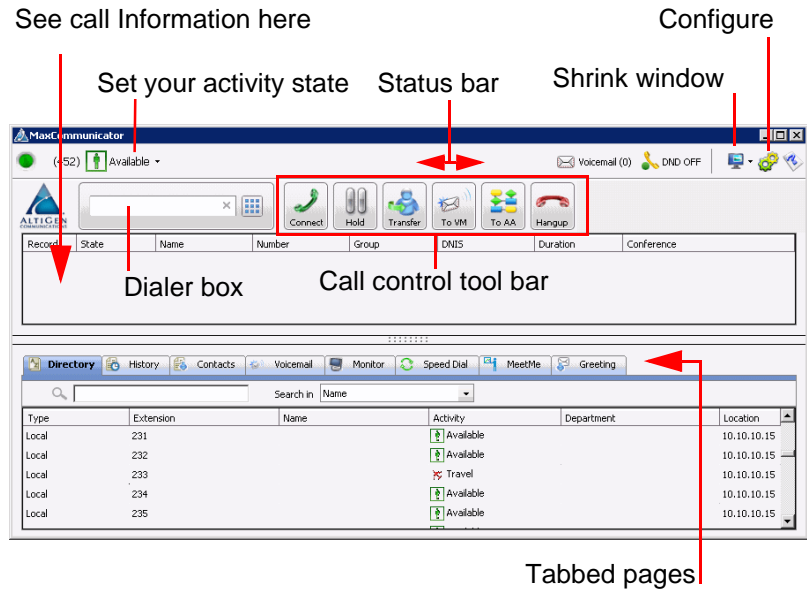 See call Information here
Configure
Set your activity state
Status bar
Shrink window
MaxCommunicator
(452) Available
Voicemail (0) DND OFF
ALTIGEN
COMMUNICATIONS
Connect Hold Transfer To VM To AA Hangup
Record State Name Number Group DNIS Duration Conference
Dialer box
Call control tool bar
Directory History Contacts Voicemail Monitor Speed Dial MeetMe Greeting
Search in Name
Type Extension Name Activity Department Location
Local 231 Available 10.10.10.15
Local 232 Available 10.10.10.15
Local 233 Travel 10.10.10.15
Local 234 Available 10.10.10.15
Local 235 Available 10.10.10.15
Tabbed pages